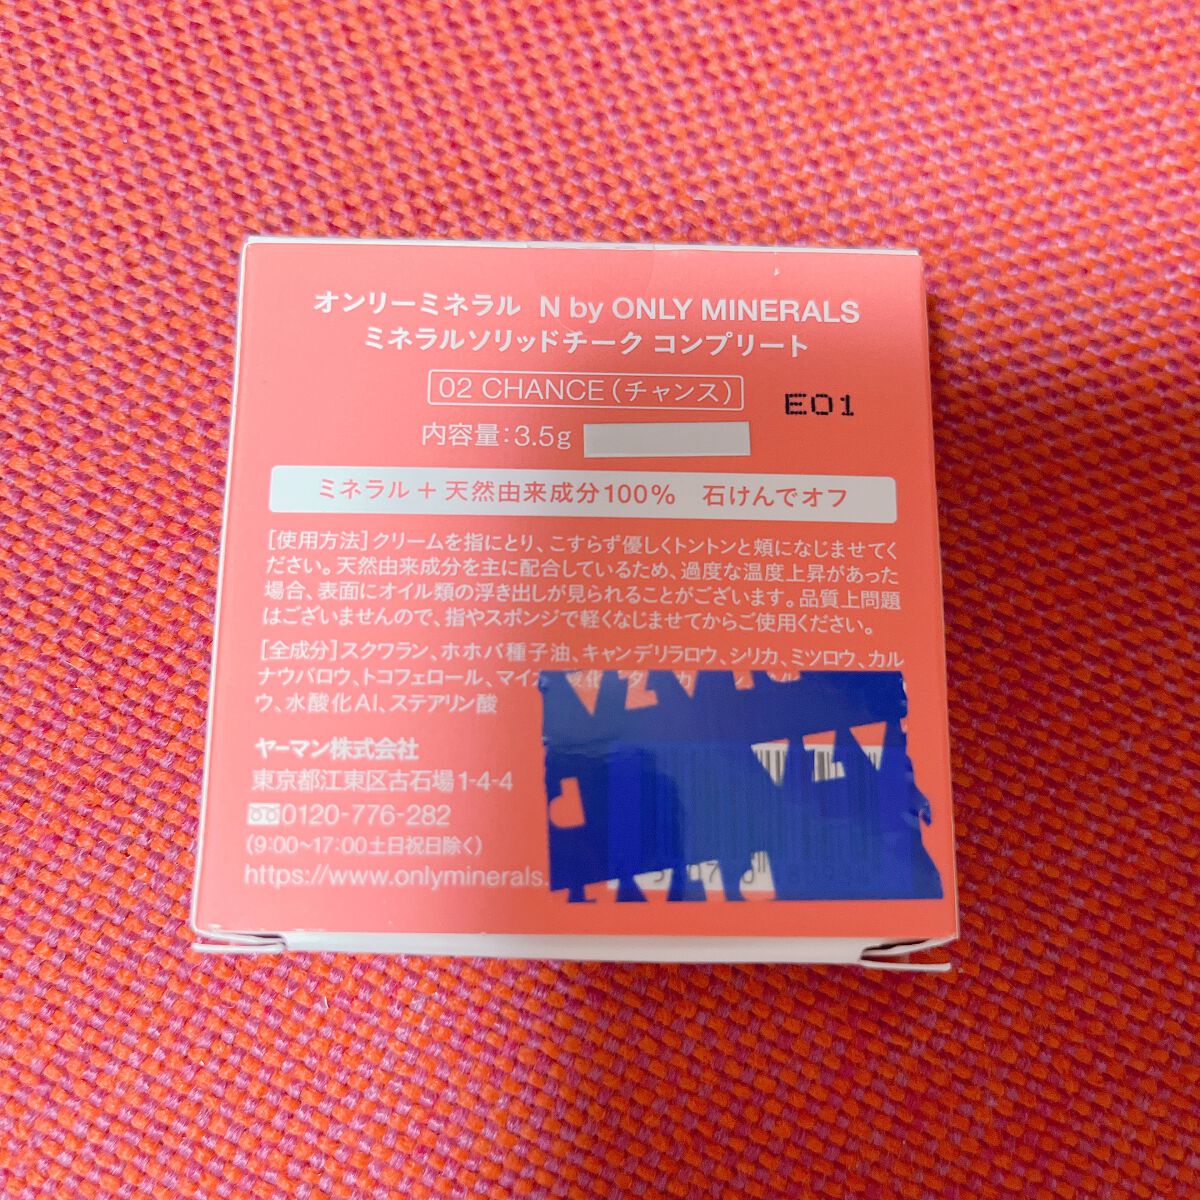 オンリーミネラル N by ONLY MINERALS
ミネラルソリッドチーク コンプリート
02 CHANCE（チャンス）
E01
内容量：3.5g
ミネラル＋天然由来成分100％ 石けんでオフ
［使用方法］クリームを指にとり、こすらず優しくトントンと頬になじませてく
ださい。天然由来成分を主に配合しているため、過度な温度上昇があった
場合、表面にオイル類の浮き出しが見られることがございます。品質上問題
はございませんので、指やスポンジで軽くなじませてからご使用ください。
［全成分］スクワラン、ホホバ種子油、キャンデリラロウ、シリカ、ミツロウ、カル
ナウバロウ、トコフェロール、マイカ
ウ、水酸化Al、ステアリン酸
ヤーマン株式会社
東京都江東区古石場1-4-4
0120-776-282
（9:00~17:00土日祝日除く）
https://www.onlyminerals.